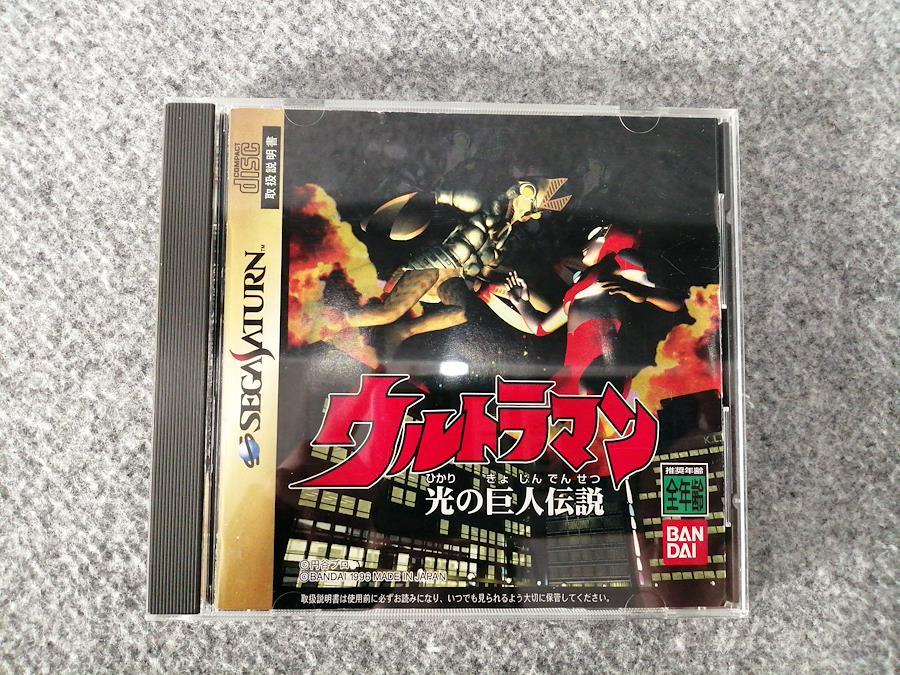 COMPACT
disc
取扱説明書
SEGA SATURN™
ウルトラマン
ひかり きょじんでんせつ
光の巨人伝説
推奨年齢
全年齢
BAN
DAI
©円谷プロ
©BANDAI 1996 MADE IN JAPAN
取扱説明書は使用前に必ずお読みになり、いつでも見られるよう大切に保管してください。